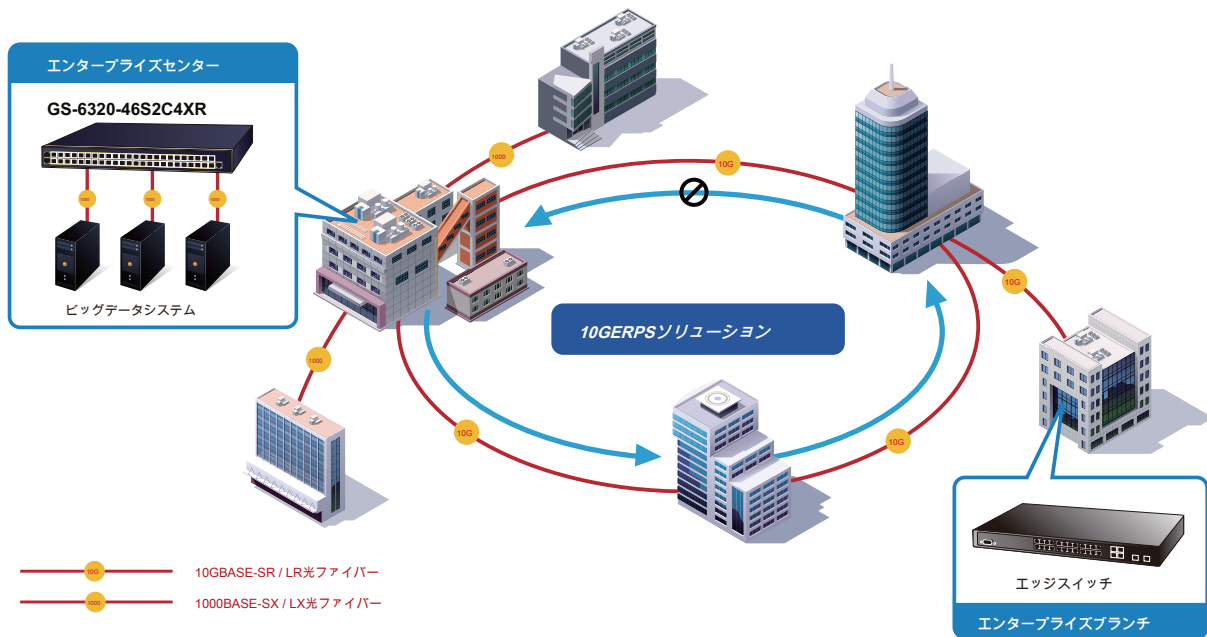 エンタープライズセンター
GS-6320-46S2C4XR
1000
1000
1000
ビッグデータシステム
1000
10G
10G
10GERPSソリューション
1000
10G
10G
エッジスイッチ
エンタープライズブランチ
10G
10GBASE-SR / LR光ファイバー
1000
1000BASE-SX / LX光ファイバー